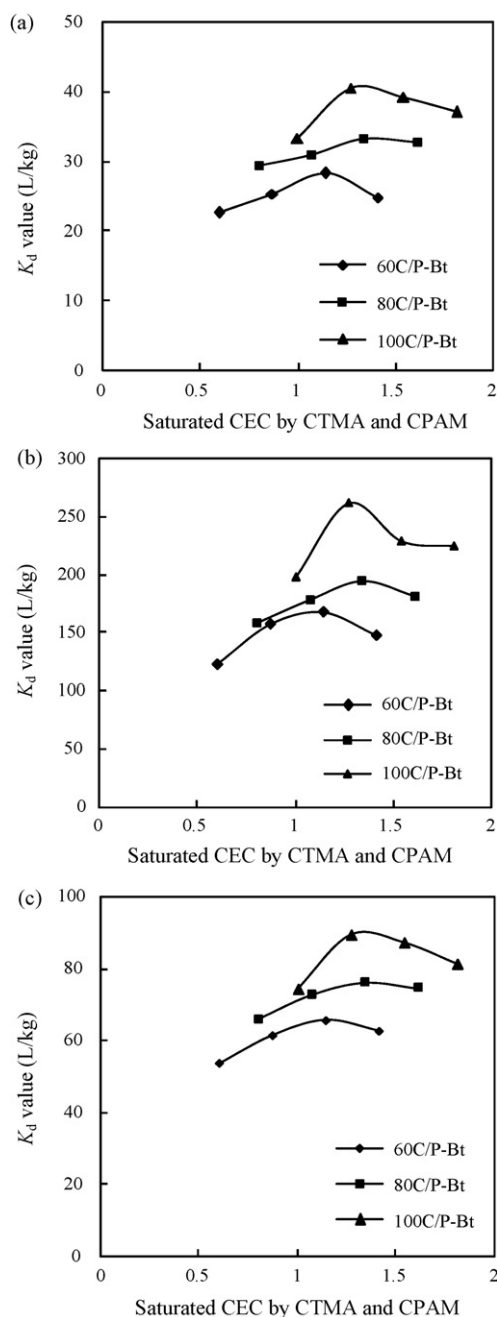 (a)
50
40
30
20
10
0
K_d value (L/kg)
60C/P-Bt
80C/P-Bt
100C/P-Bt
0 0.5 1 1.5 2
Saturated CEC by CTMA and CPAM
(b)
300
250
200
150
100
50
0
K_d value (L/kg)
60C/P-Bt
80C/P-Bt
100C/P-Bt
0 0.5 1 1.5 2
Saturated CEC by CTMA and CPAM
(c)
100
80
60
40
20
0
K_d value (L/kg)
60C/P-Bt
80C/P-Bt
100C/P-Bt
0 0.5 1 1.5 2
Saturated CEC by CTMA and CPAM